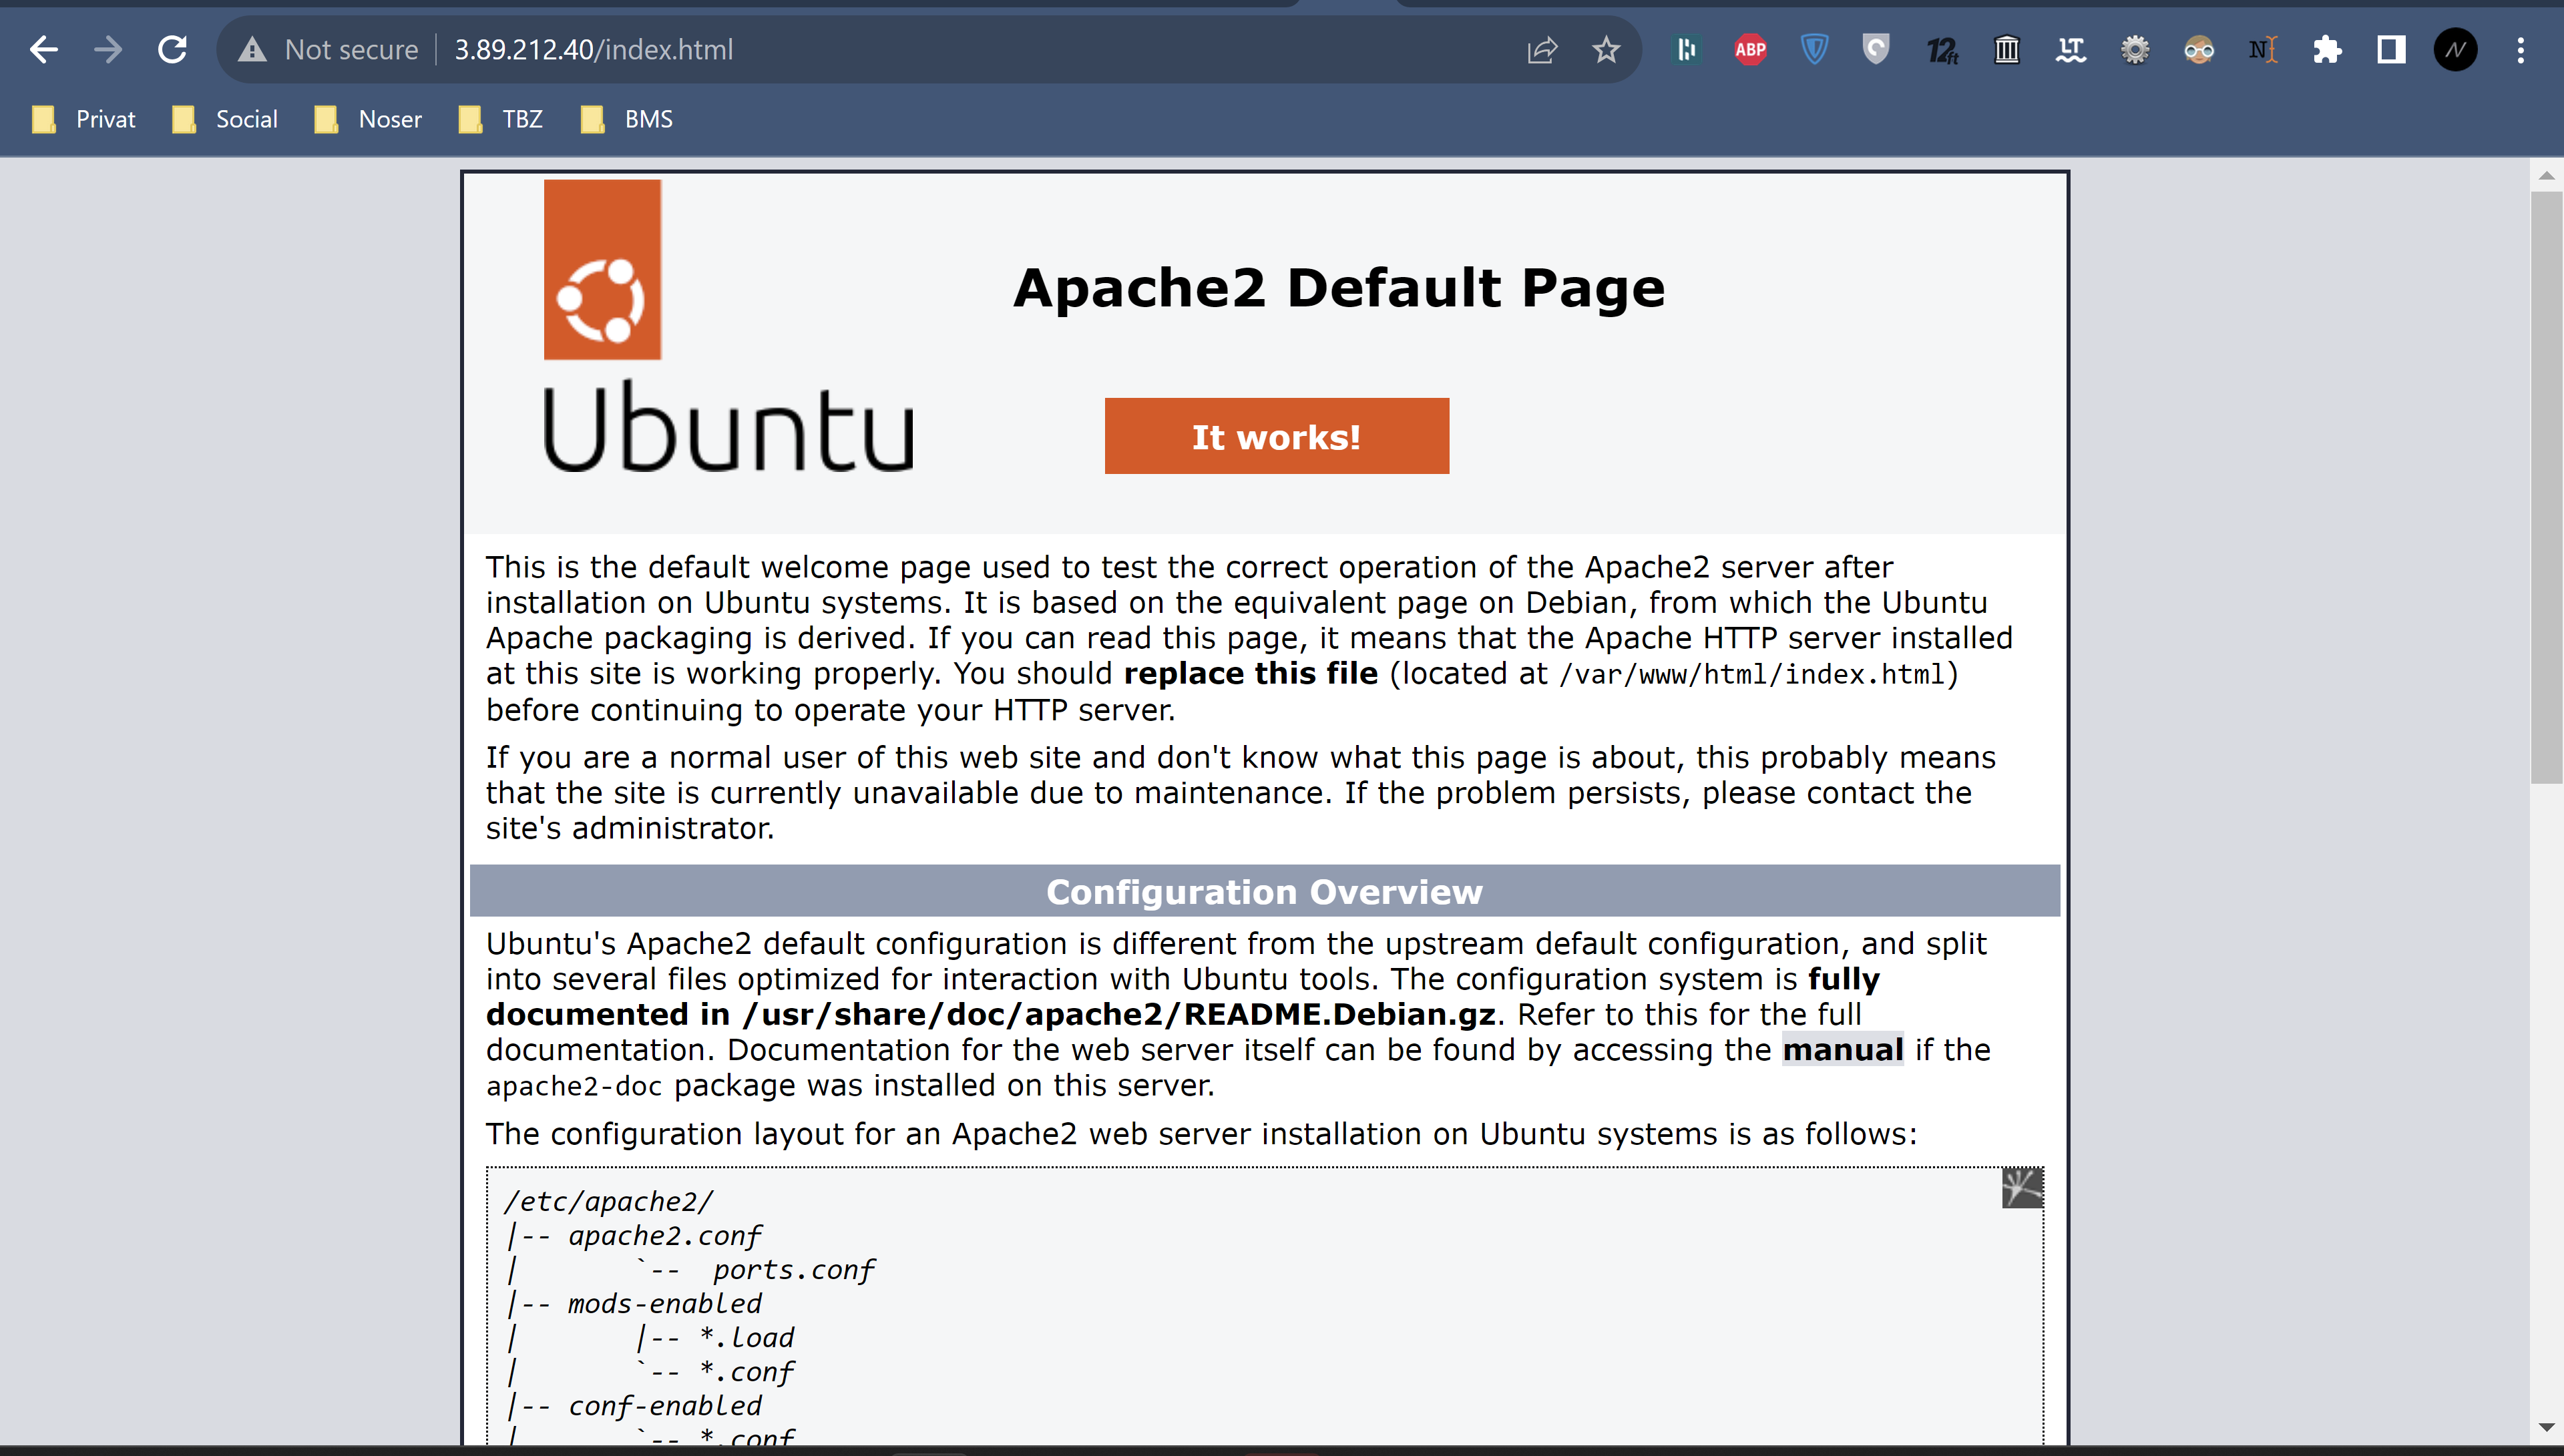 Not secure 3.89.212.40/index.html
ABP 12ft LT N N
Privat Social Noser TBZ BMS
Apache2 Default Page
Ubuntu
It works!
This is the default welcome page used to test the correct operation of the Apache2 server after
installation on Ubuntu systems. It is based on the equivalent page on Debian, from which the Ubuntu
Apache packaging is derived. If you can read this page, it means that the Apache HTTP server installed
at this site is working properly. You should replace this file (located at /var/www/html/index.html)
before continuing to operate your HTTP server.
If you are a normal user of this web site and don't know what this page is about, this probably means
that the site is currently unavailable due to maintenance. If the problem persists, please contact the
site's administrator.
Configuration Overview
Ubuntu's Apache2 default configuration is different from the upstream default configuration, and split
into several files optimized for interaction with Ubuntu tools. The configuration system is fully
documented in /usr/share/doc/apache2/README.Debian.gz. Refer to this for the full
documentation. Documentation for the web server itself can be found by accessing the manual if the
apache2-doc package was installed on this server.
The configuration layout for an Apache2 web server installation on Ubuntu systems is as follows:
/etc/apache2/
|-- apache2.conf
|       `--  ports.conf
|-- mods-enabled
|       |-- *.load
|       `-- *.conf
|-- conf-enabled
|       `-- *.conf